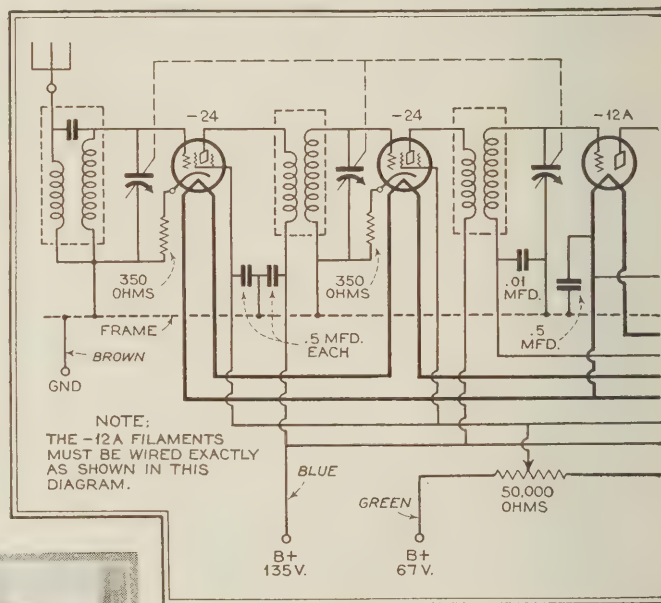 -24
-24
-12A
350
OHMS
.5 MFD.
EACH
350
OHMS
.01
MFD.
.5
MFD.
FRAME
BROWN
GND
NOTE:
THE -12A FILAMENTS
MUST BE WIRED EXACTLY
AS SHOWN IN THIS
DIAGRAM.
BLUE
GREEN
50,000
OHMS
B+
135V.
B+
67V.